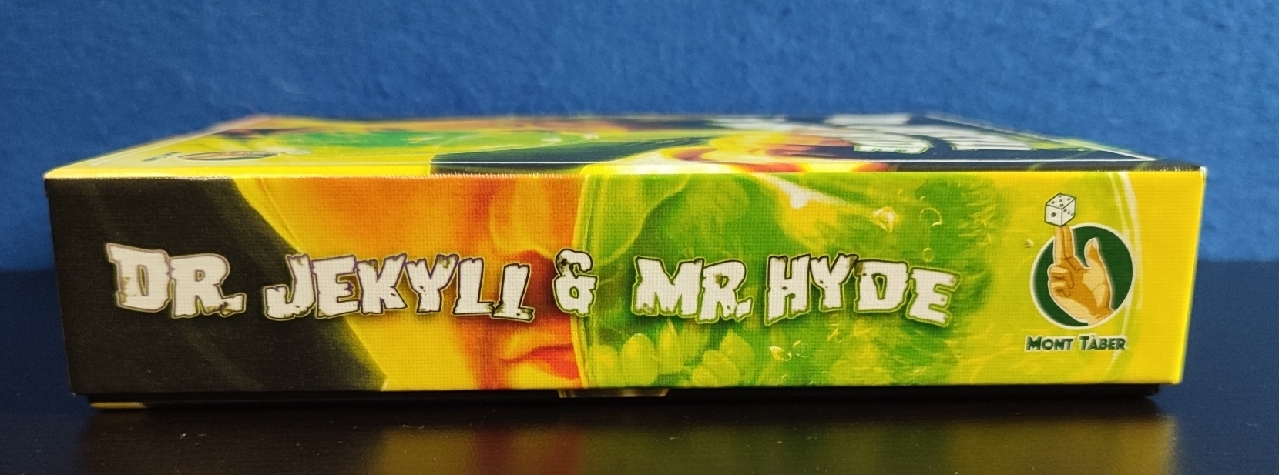 DR. JEKYLL & MR. HYDE
MONT TÀBER